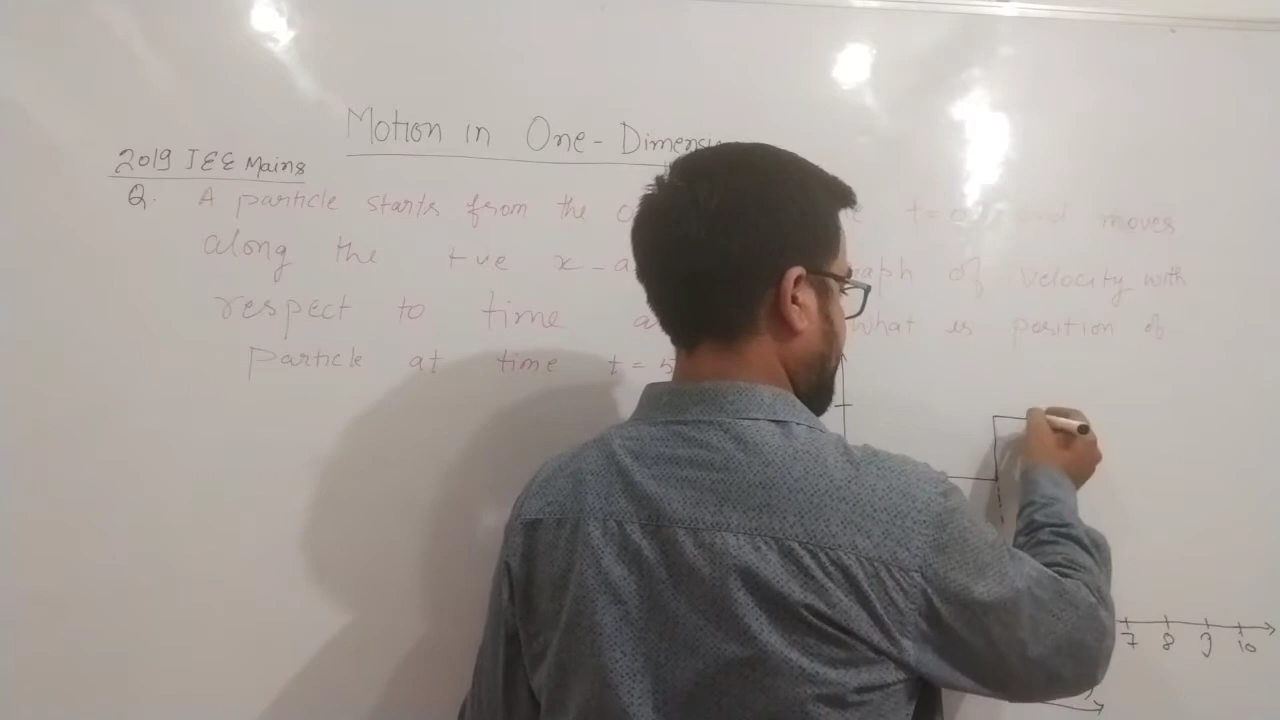 Motion in One-Dimensi
2019 JEE Mains
Q. A particle starts from the t= and moves
along the +ve x-a raph of velocity with
respect to time a what is position of
Particle at time t = 5
7 8 9 10